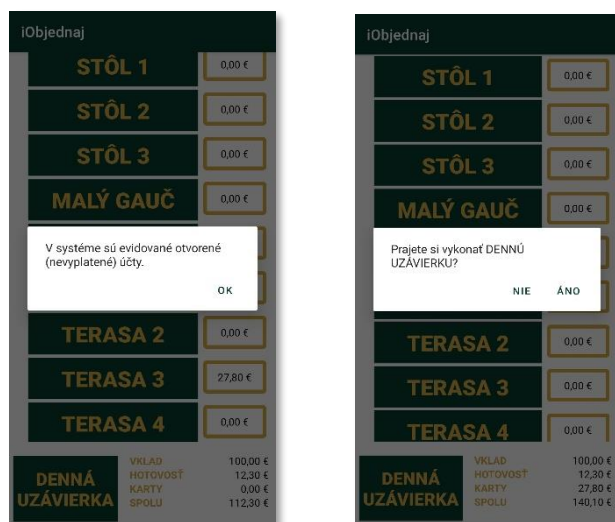 iObjednaj
STÔL 1 0,00 €
STÔL 2 0,00 €
STÔL 3 0,00 €
MALÝ GAUČ 0,00 €
V systéme sú evidované otvorené
(nevyplatené) účty.
OK
TERASA 2 0,00 €
TERASA 3 27,80 €
TERASA 4 0,00 €
DENNÁ
UZÁVIERKA
VKLAD 100,00 €
HOTOVOSŤ 12,30 €
KARTY 0,00 €
SPOLU 112,30 €
iObjednaj
STÔL 1 0,00 €
STÔL 2 0,00 €
STÔL 3 0,00 €
MALÝ GAUČ 0,00 €
Prajete si vykonať DENNÚ
UZÁVIERKU?
NIE ÁNO
TERASA 2 0,00 €
TERASA 3 0,00 €
TERASA 4 0,00 €
DENNÁ
UZÁVIERKA
VKLAD 100,00 €
HOTOVOSŤ 12,30 €
KARTY 27,80 €
SPOLU 140,10 €